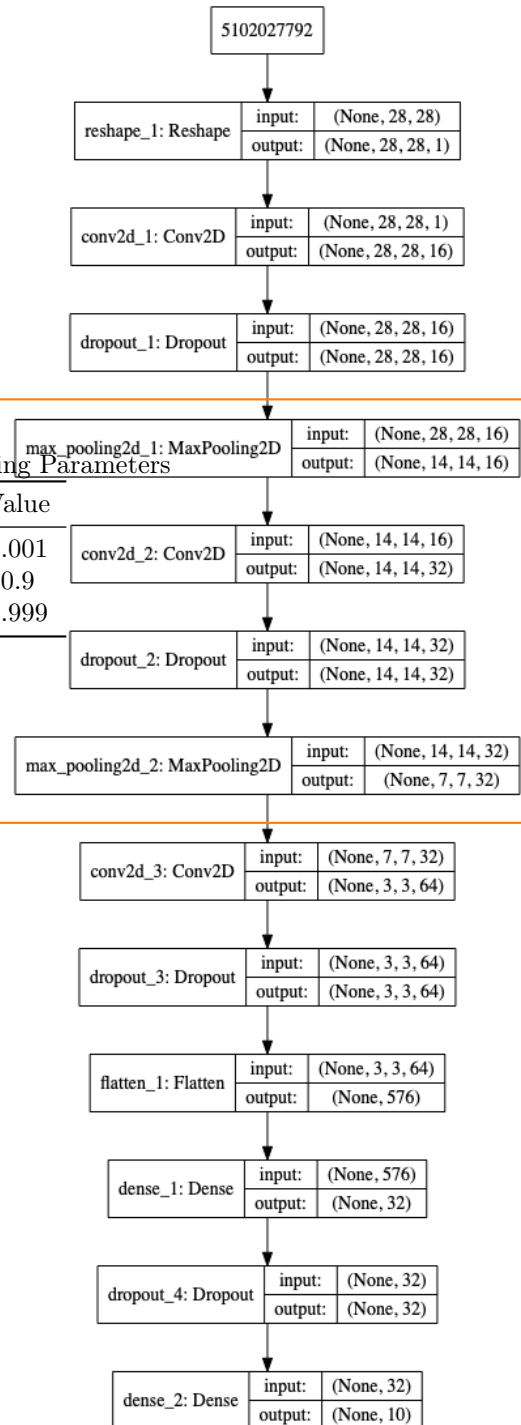 5102027792
reshape_1: Reshape
input: (None, 28, 28)
output: (None, 28, 28, 1)
conv2d_1: Conv2D
input: (None, 28, 28, 1)
output: (None, 28, 28, 16)
dropout_1: Dropout
input: (None, 28, 28, 16)
output: (None, 28, 28, 16)
max_pooling2d_1: MaxPooling2D
input: (None, 28, 28, 16)
output: (None, 14, 14, 16)
ing Parameters
Value
.001
0.9
.999
conv2d_2: Conv2D
input: (None, 14, 14, 16)
output: (None, 14, 14, 32)
dropout_2: Dropout
input: (None, 14, 14, 32)
output: (None, 14, 14, 32)
max_pooling2d_2: MaxPooling2D
input: (None, 14, 14, 32)
output: (None, 7, 7, 32)
conv2d_3: Conv2D
input: (None, 7, 7, 32)
output: (None, 3, 3, 64)
dropout_3: Dropout
input: (None, 3, 3, 64)
output: (None, 3, 3, 64)
flatten_1: Flatten
input: (None, 3, 3, 64)
output: (None, 576)
dense_1: Dense
input: (None, 576)
output: (None, 32)
dropout_4: Dropout
input: (None, 32)
output: (None, 32)
dense_2: Dense
input: (None, 32)
output: (None, 10)